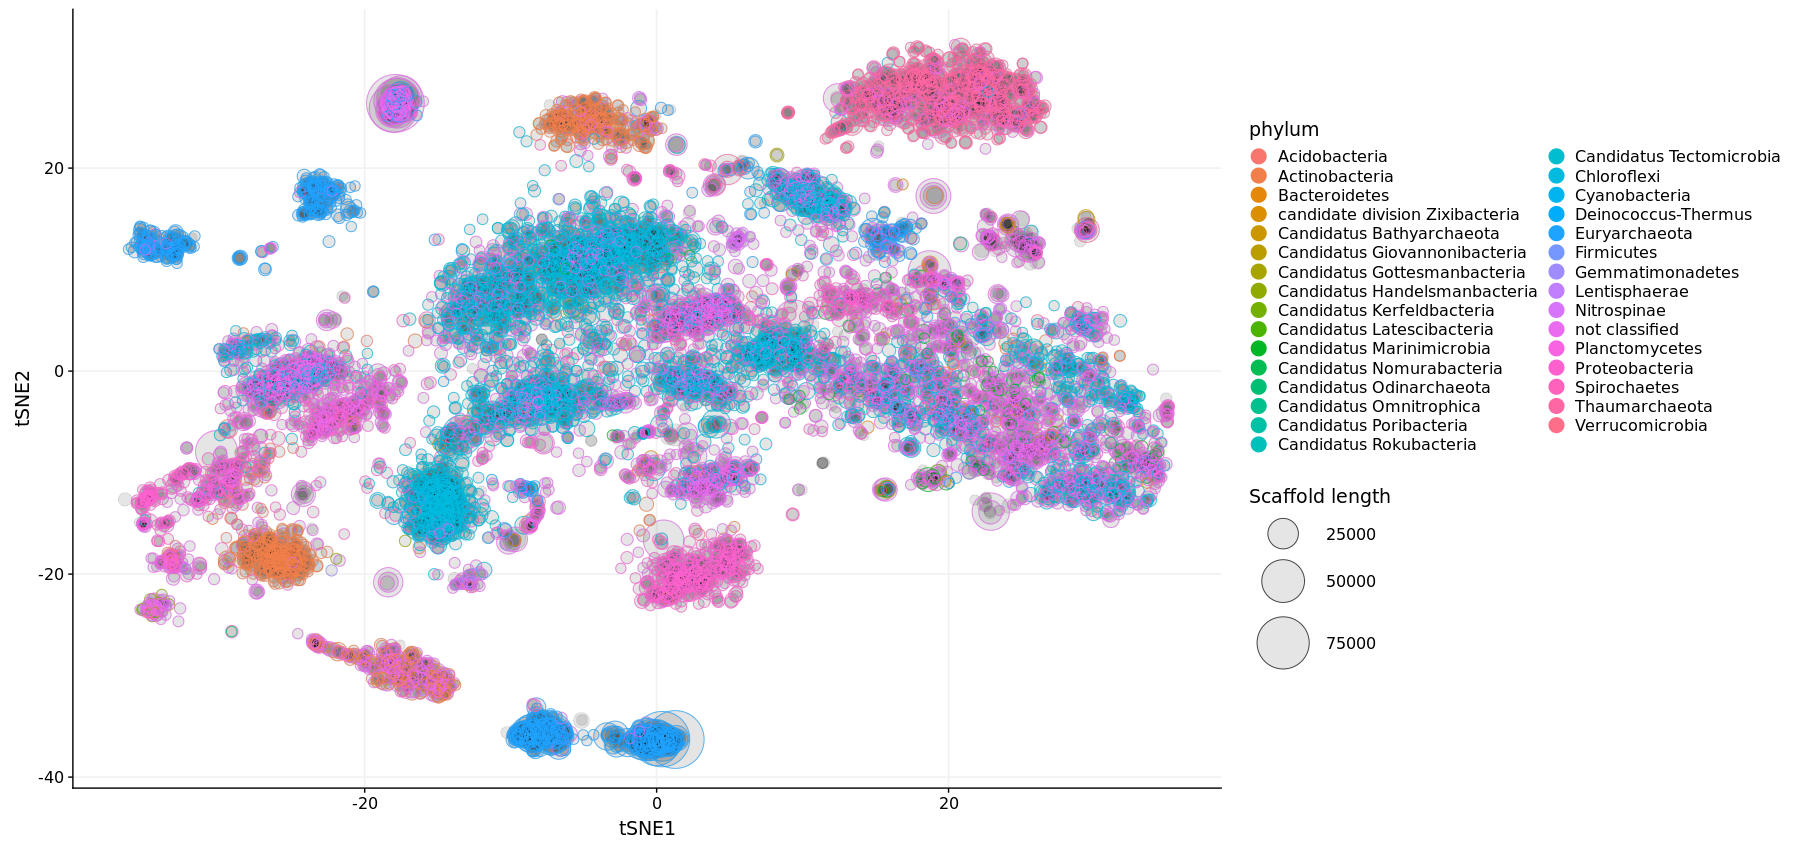 20
0
-20
-40
tSNE2
-20
0
20
tSNE1
phylum
Acidobacteria
Actinobacteria
Bacteroidetes
candidate division Zixibacteria
Candidatus Bathyarchaeota
Candidatus Giovannonibacteria
Candidatus Gottesmanbacteria
Candidatus Handelsmanbacteria
Candidatus Kerfeldbacteria
Candidatus Latescibacteria
Candidatus Marinimicrobia
Candidatus Nomurabacteria
Candidatus Odinarchaeota
Candidatus Omnitrophica
Candidatus Poribacteria
Candidatus Rokubacteria
Candidatus Tectomicrobia
Chloroflexi
Cyanobacteria
Deinococcus-Thermus
Euryarchaeota
Firmicutes
Gemmatimonadetes
Lentisphaerae
Nitrospinae
not classified
Planctomycetes
Proteobacteria
Spirochaetes
Thaumarchaeota
Verrucomicrobia
Scaffold length
25000
50000
75000